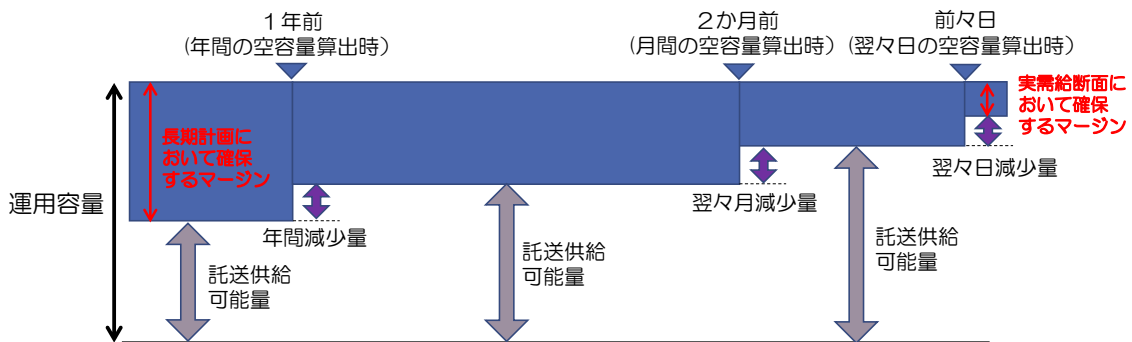 １年前
（年間の空容量算出時）
２か月前
（月間の空容量算出時）
前々日
（翌々日の空容量算出時）
長期計画に
おいて確保
するマージン
実需給断面に
おいて確保
するマージン
運用容量
年間減少量
翌々月減少量
翌々日減少量
託送供給
可能量
託送供給
可能量
託送供給
可能量